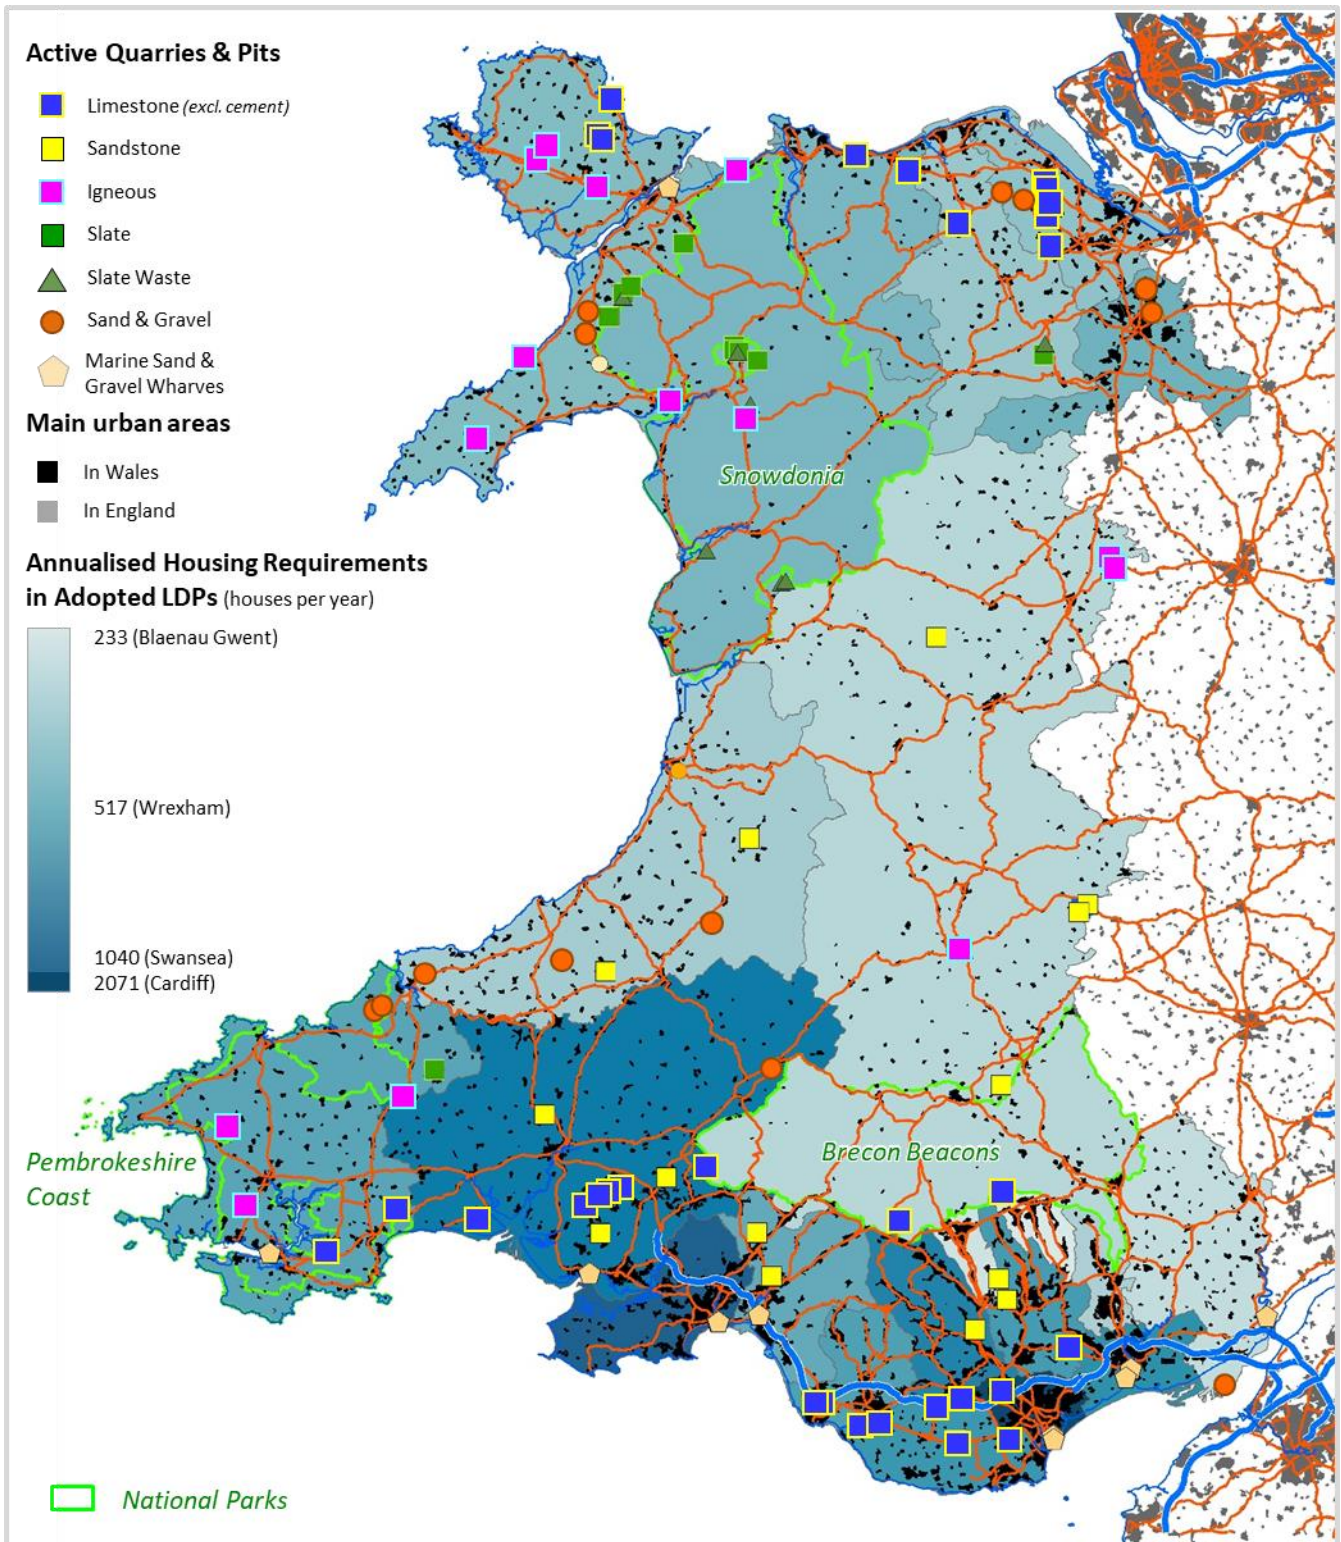 Active Quarries & Pits
Limestone (excl. cement)
Sandstone
Igneous
Slate
Slate Waste
Sand & Gravel
Marine Sand &
Gravel Wharves
Main urban areas
In Wales
In England
Annualised Housing Requirements
in Adopted LDPs (houses per year)
233 (Blaenau Gwent)
517 (Wrexham)
1040 (Swansea)
2071 (Cardiff)
Snowdonia
Brecon Beacons
Pembrokeshire
Coast
National Parks